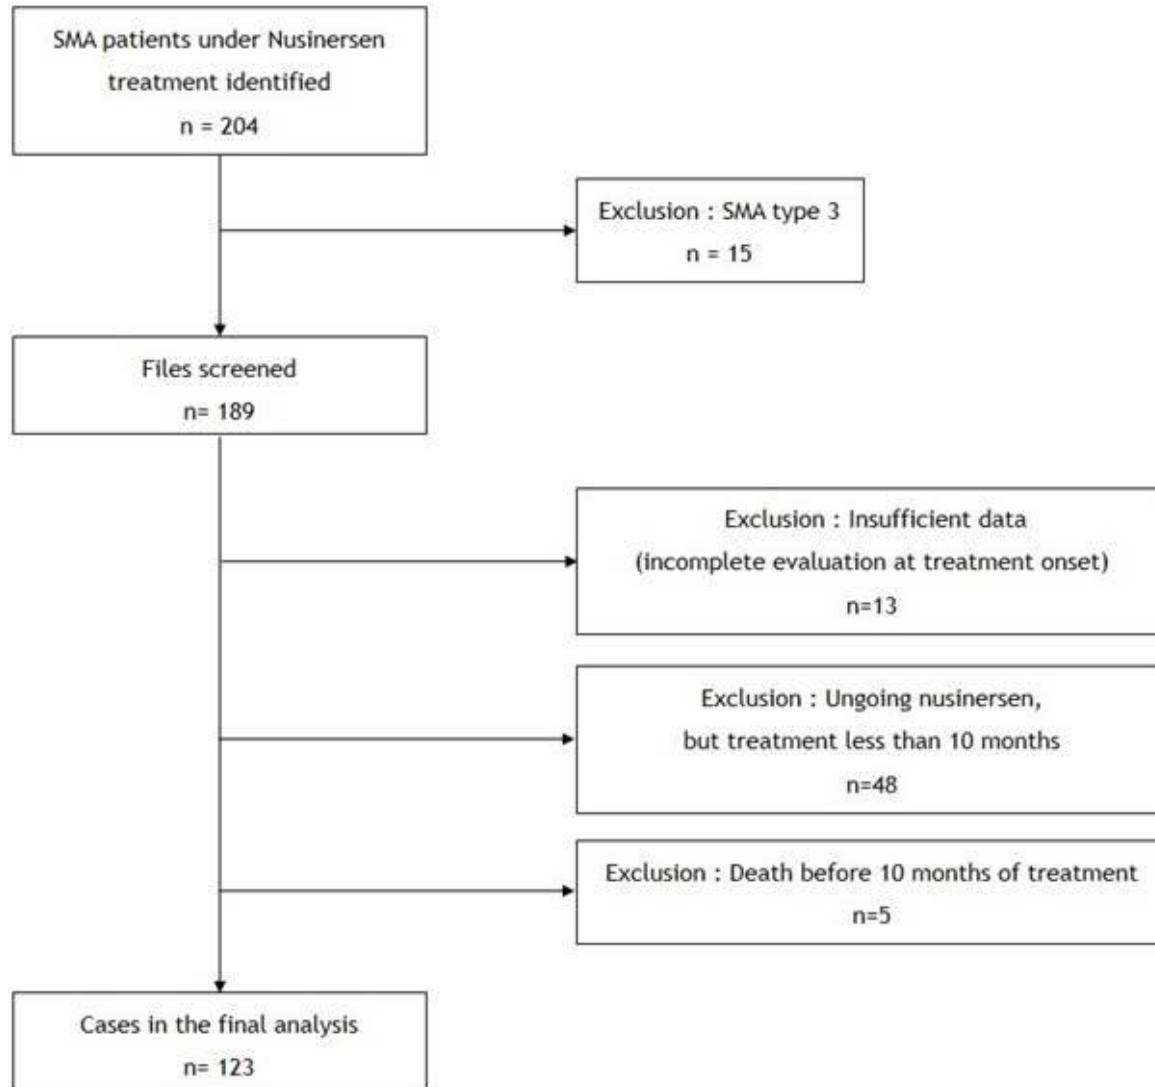 SMA patients under Nusinersen
treatment identified
n = 204
Exclusion : SMA type 3
n = 15
Files screened
n= 189
Exclusion : Insufficient data
(incomplete evaluation at treatment onset)
n=13
Exclusion : Ungoing nusinersen,
but treatment less than 10 months
n=48
Exclusion : Death before 10 months of treatment
n=5
Cases in the final analysis
n= 123